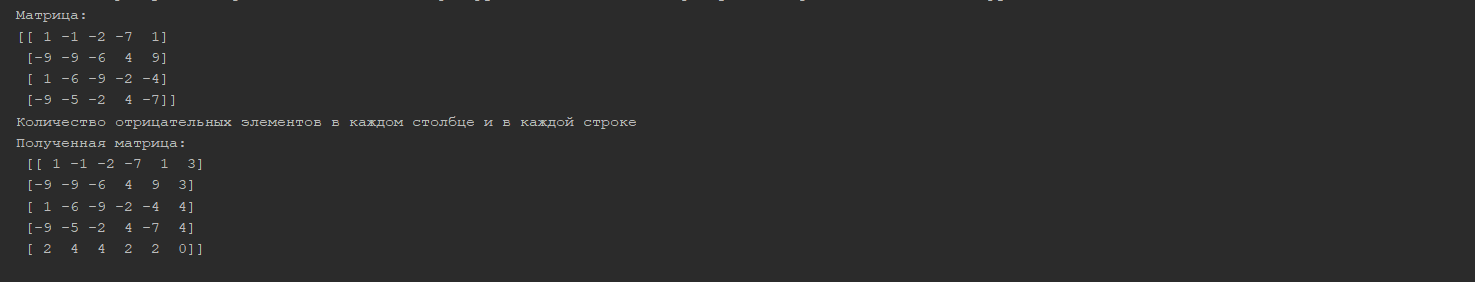 Матрица:
[[ 1 -1 -2 -7  1]
 [-9 -9 -6  4  9]
 [ 1 -6 -9 -2 -4]
 [-9 -5 -2  4 -7]]
Количество отрицательных элементов в каждом столбце и в каждой строке
Полученная матрица:
 [[ 1 -1 -2 -7  1  3]
 [-9 -9 -6  4  9  3]
 [ 1 -6 -9 -2 -4  4]
 [-9 -5 -2  4 -7  4]
 [ 2  4  4  2  2  0]]